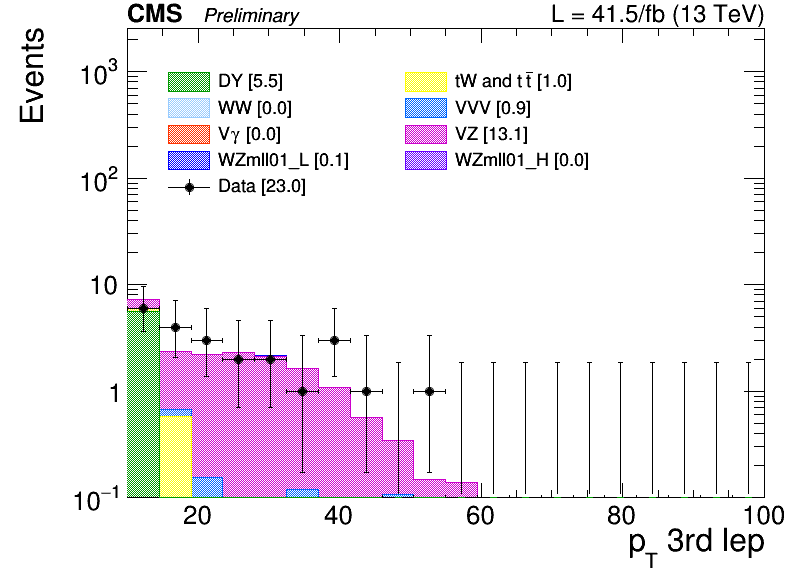 CMS Preliminary L = 41.5/fb (13 TeV)
Events
10³
10²
10
1
10⁻¹
DY [5.5]
WW [0.0]
Vγ [0.0]
WZmll01_L [0.1]
Data [23.0]
tW and tt̄ [1.0]
VVV [0.9]
VZ [13.1]
WZmll01_H [0.0]
20 40 60 80 100
p_T 3rd lep